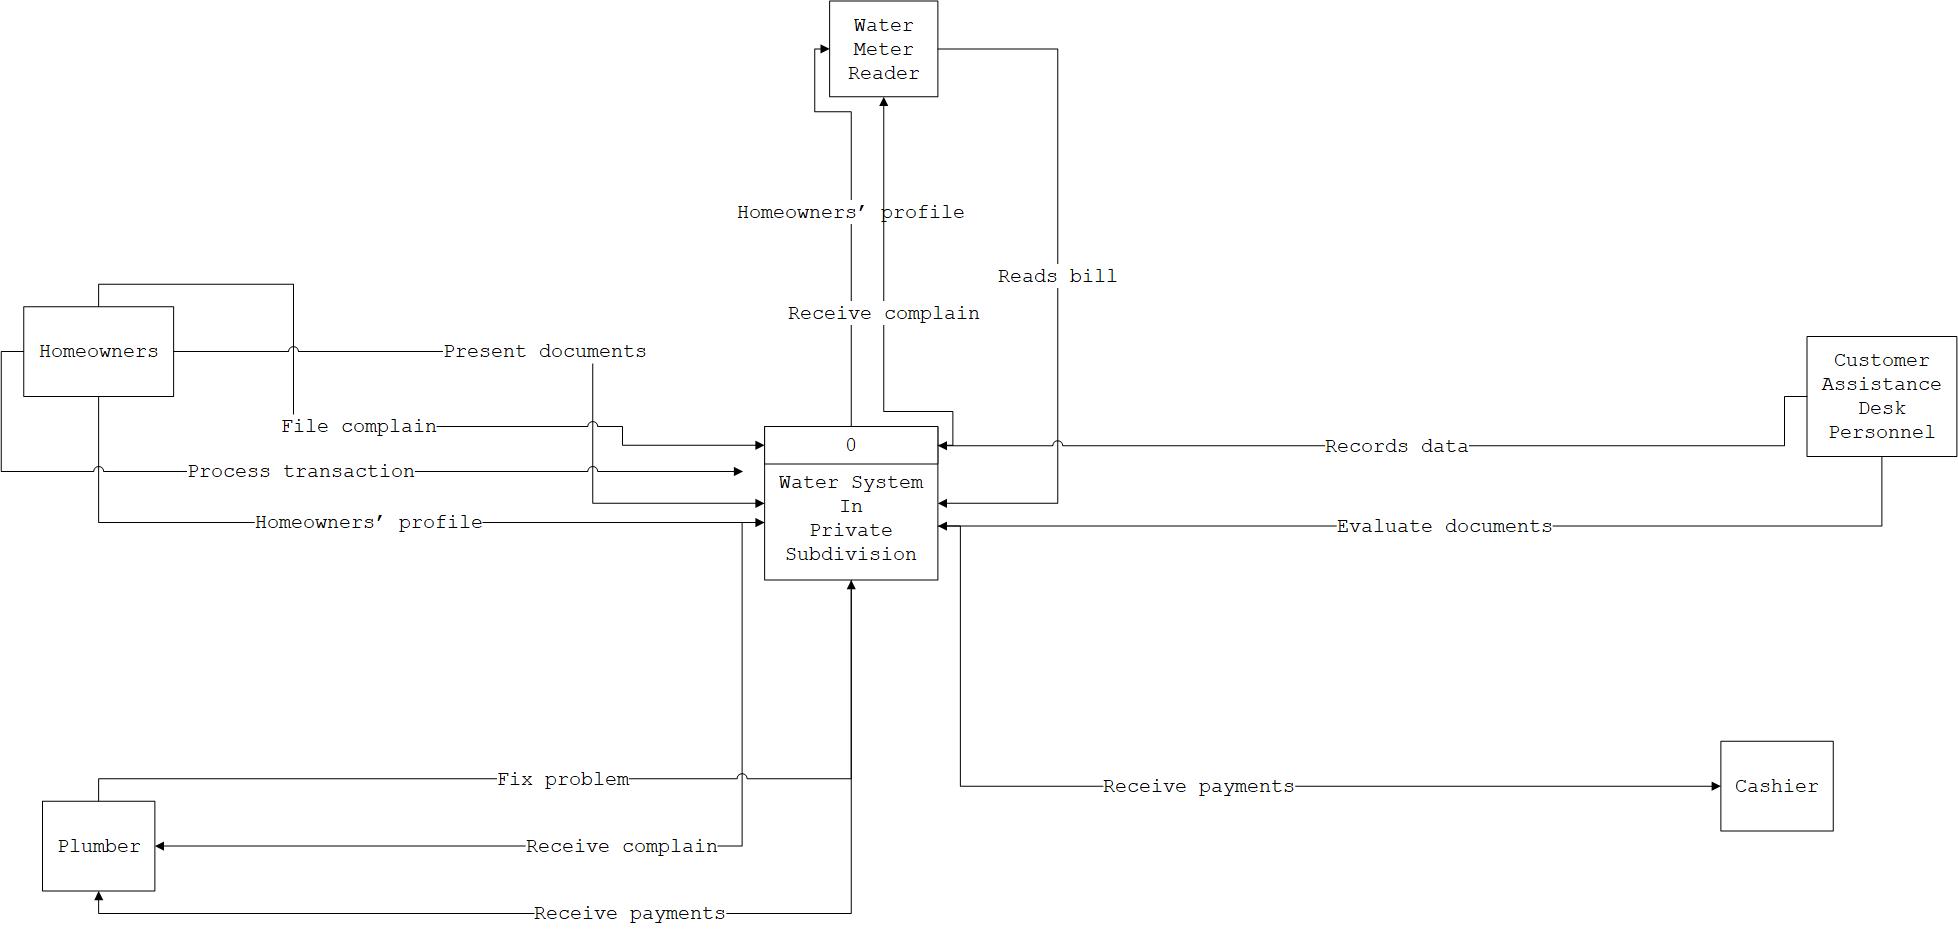 Water
Meter
Reader
Homeowners’ profile
Reads bill
Receive complain
Homeowners
Present documents
Customer
Assistance
Desk
Personnel
File complain
0
Records data
Process transaction
Water System
In
Private
Subdivision
Homeowners’ profile
Evaluate documents
Fix problem
Receive payments
Cashier
Plumber
Receive complain
Receive payments